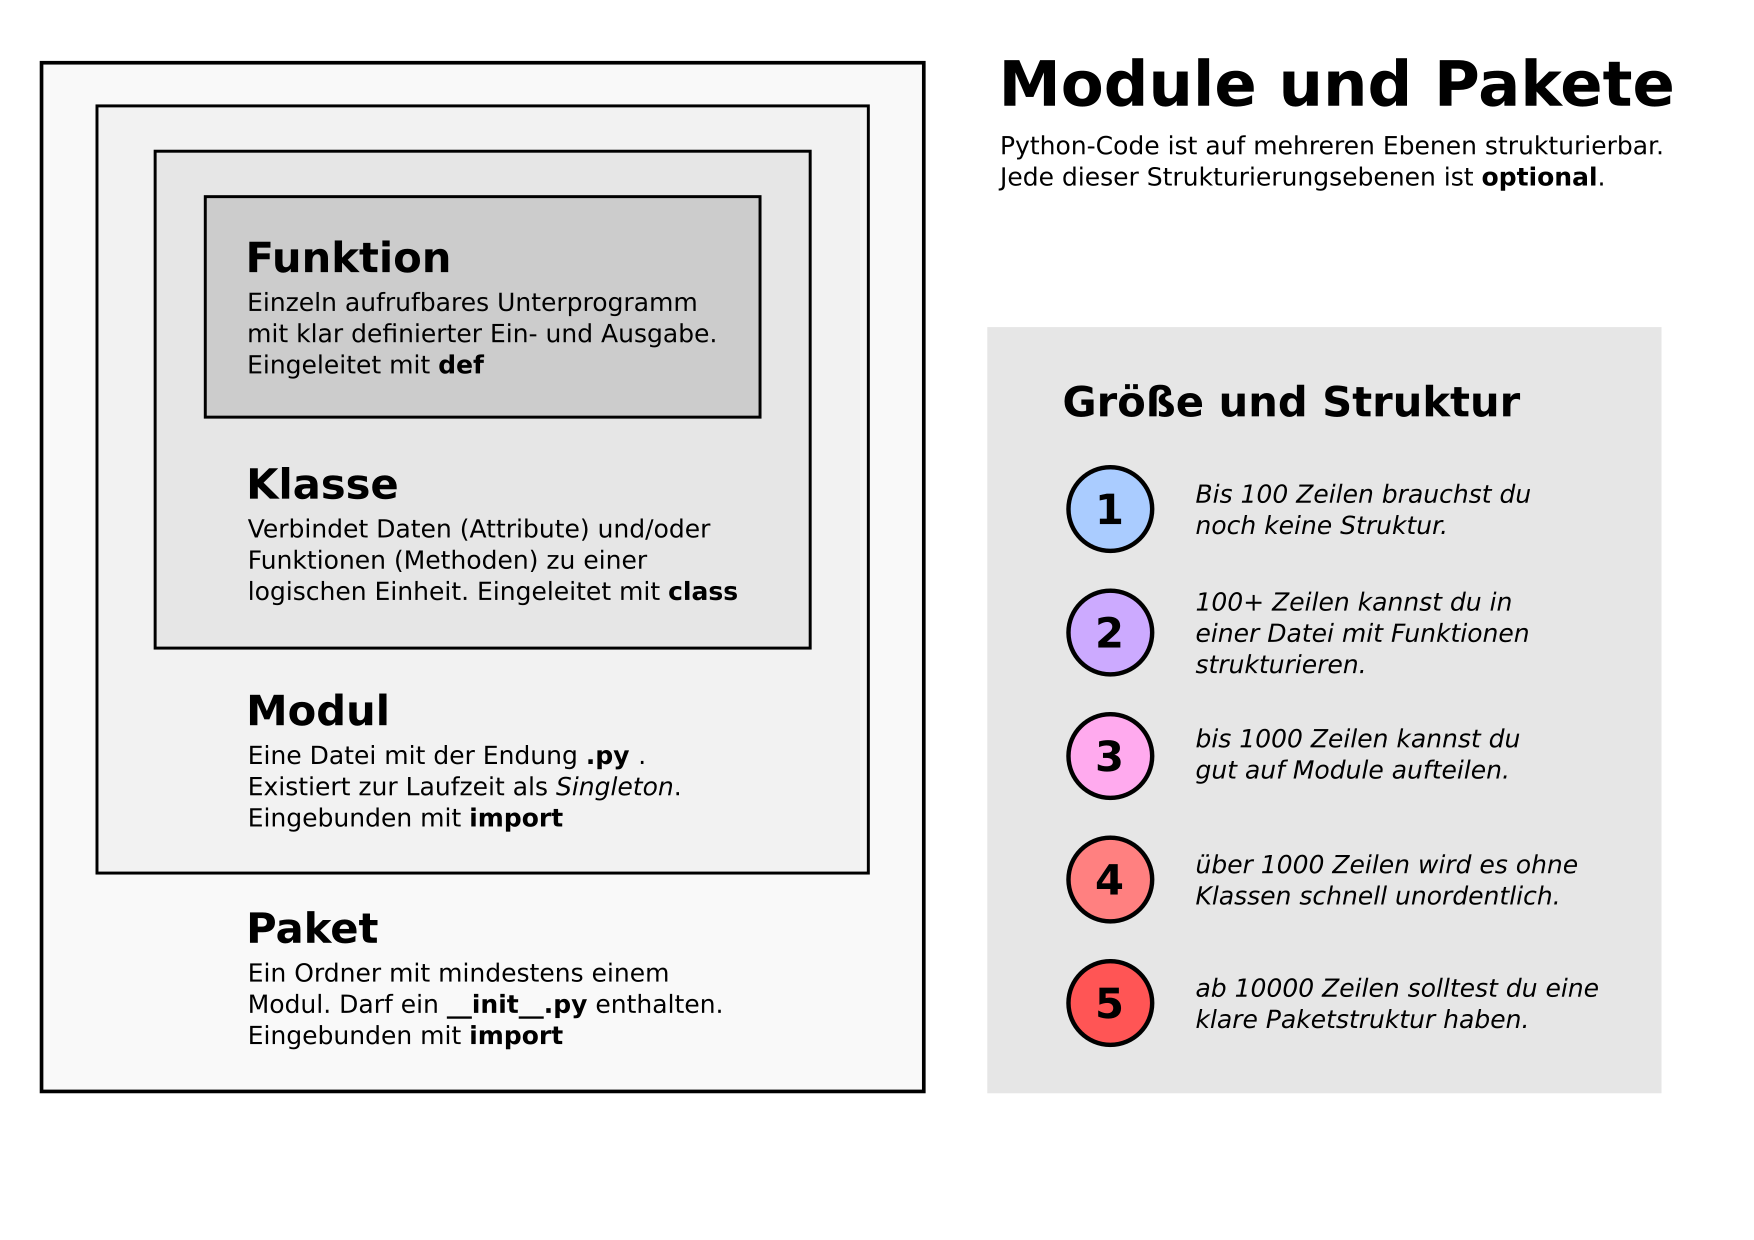 Module und Pakete
Python-Code ist auf mehreren Ebenen strukturierbar.
Jede dieser Strukturierungsebenen ist optional.
Funktion
Einzeln aufrufbares Unterprogramm
mit klar definierter Ein- und Ausgabe.
Eingeleitet mit def
Klasse
Verbindet Daten (Attribute) und/oder
Funktionen (Methoden) zu einer
logischen Einheit. Eingeleitet mit class
Modul
Eine Datei mit der Endung .py .
Existiert zur Laufzeit als Singleton.
Eingebunden mit import
Paket
Ein Ordner mit mindestens einem
Modul. Darf ein __init__.py enthalten.
Eingebunden mit import
Größe und Struktur
1
Bis 100 Zeilen brauchst du
noch keine Struktur.
2
100+ Zeilen kannst du in
einer Datei mit Funktionen
strukturieren.
3
bis 1000 Zeilen kannst du
gut auf Module aufteilen.
4
über 1000 Zeilen wird es ohne
Klassen schnell unordentlich.
5
ab 10000 Zeilen solltest du eine
klare Paketstruktur haben.